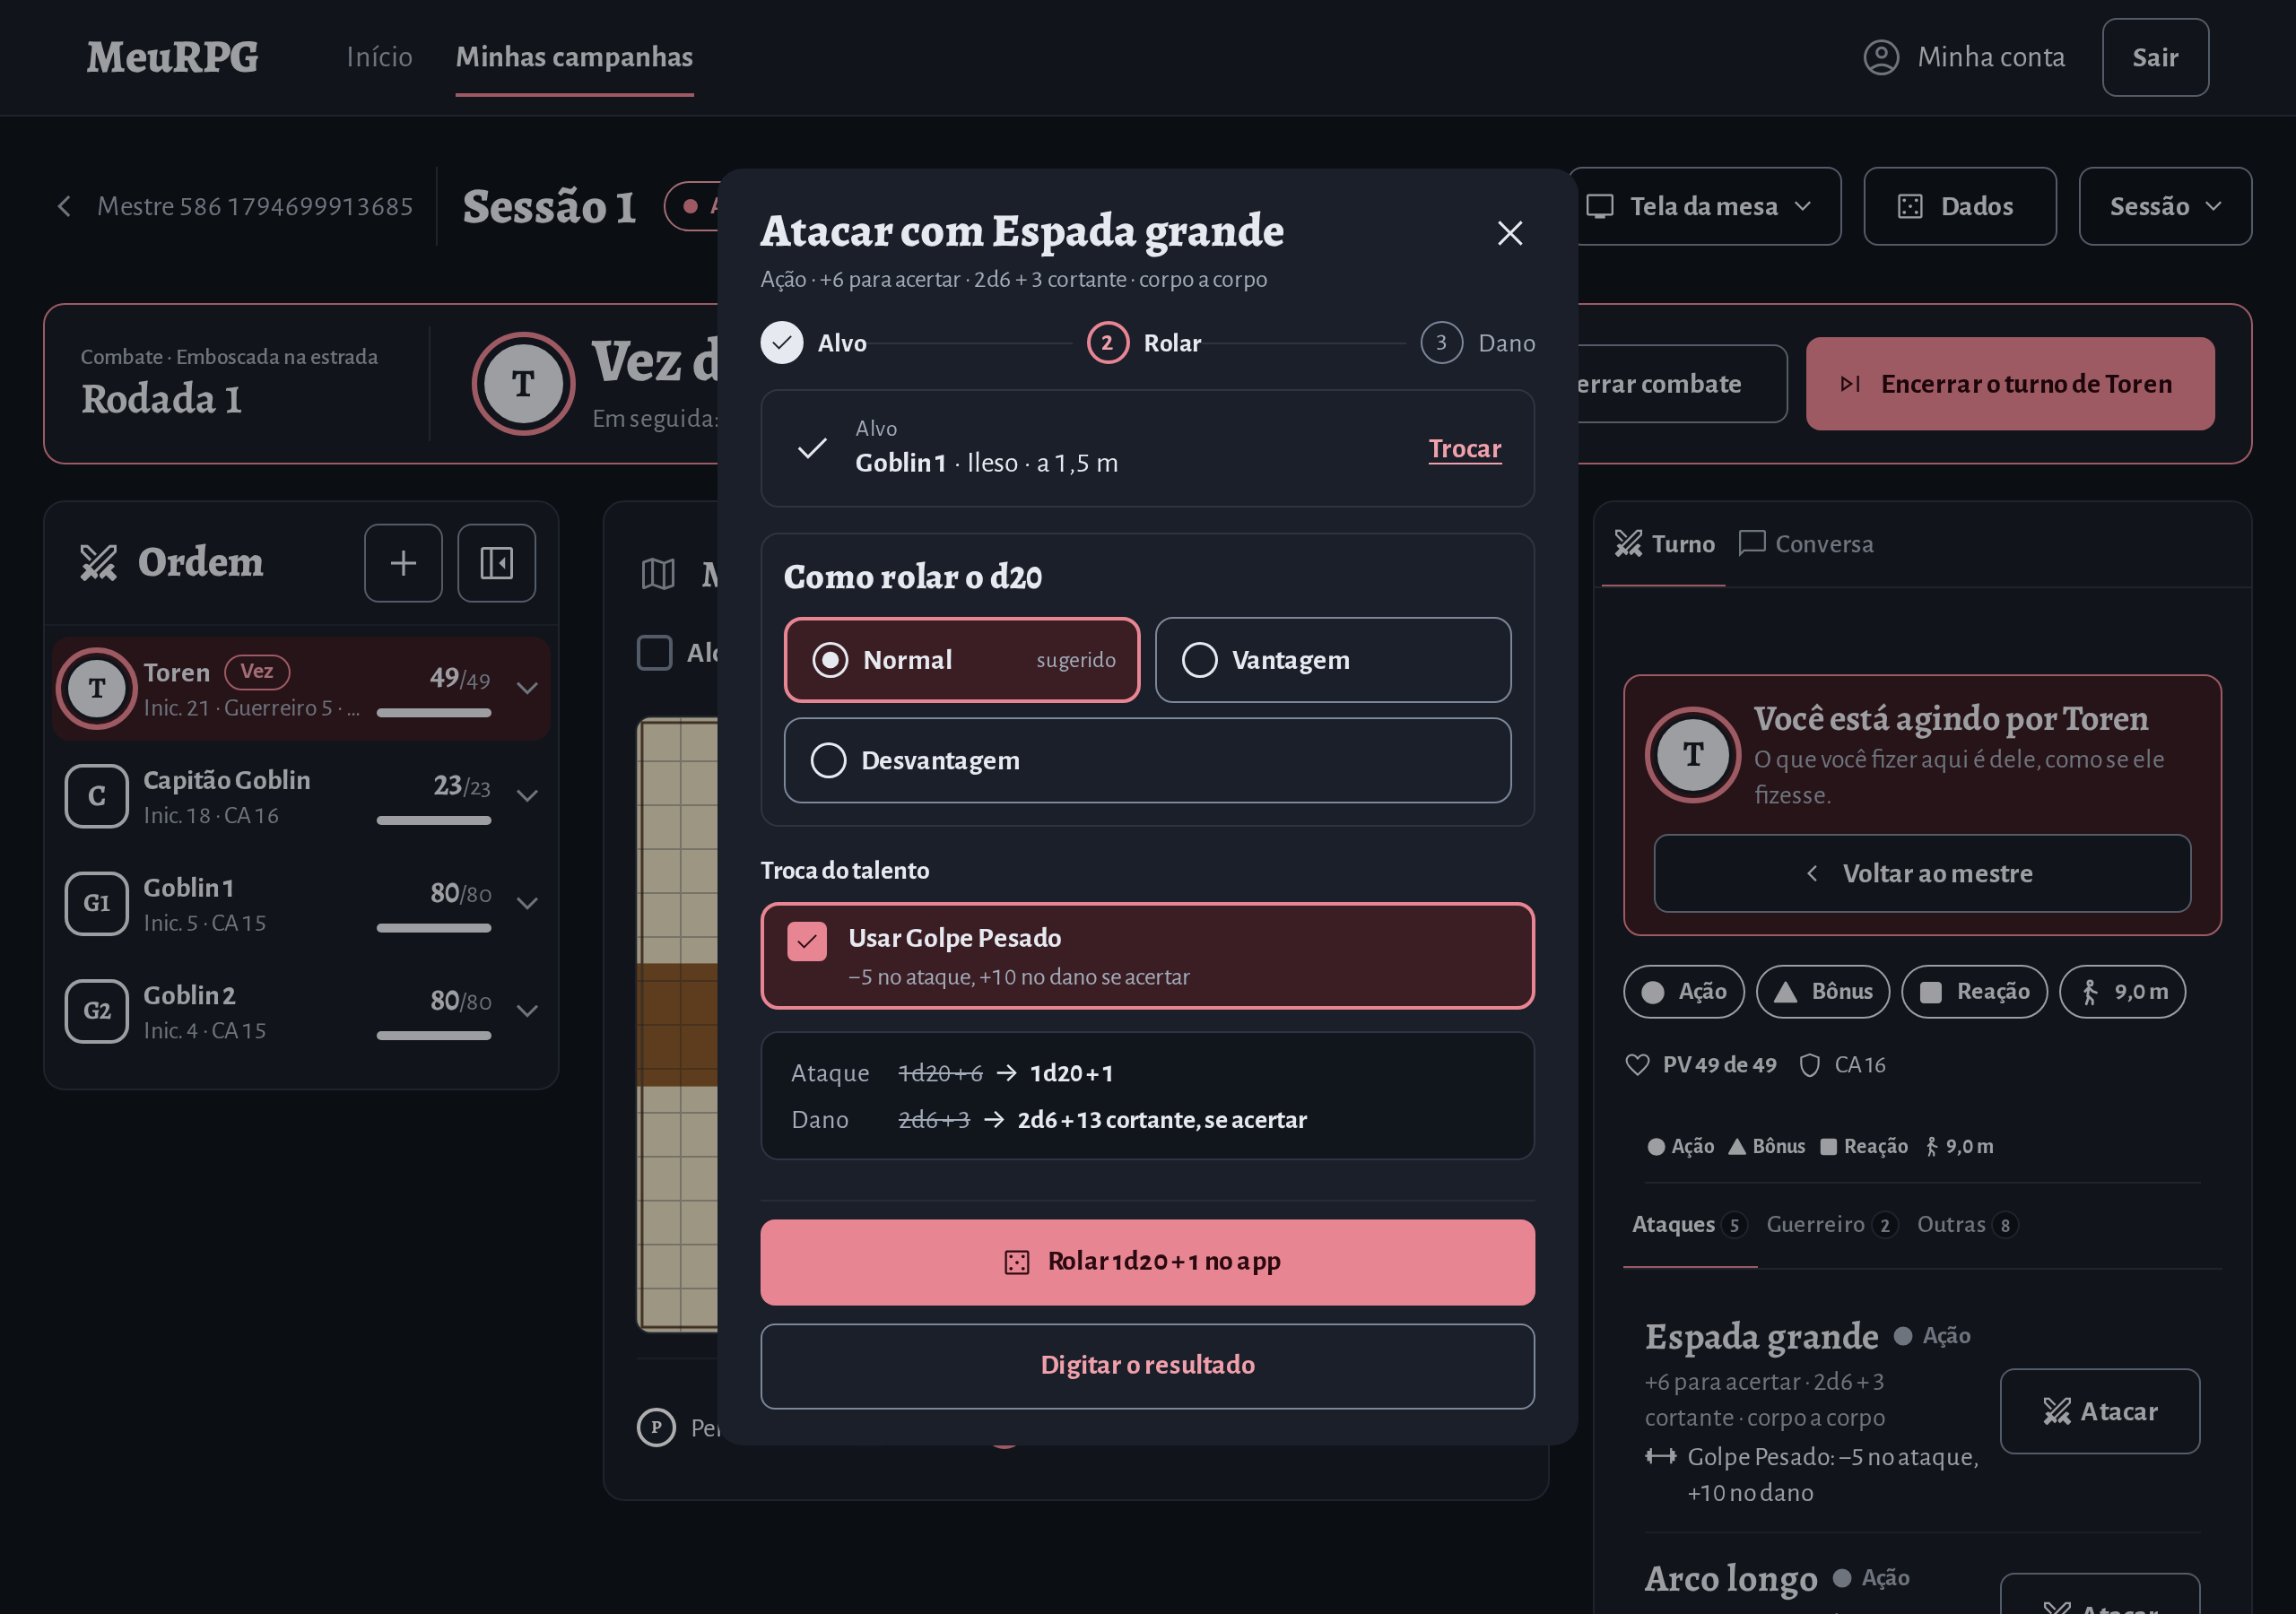 MeuRPG
Início
Minhas campanhas
Minha conta
Sair
Mestre 586 1794699913685
Sessão 1
Tela da mesa
Dados
Sessão
Combate · Emboscada na estrada
Rodada 1
T
Vez d
Em seguida:
errar combate
Encerrar o turno de Toren
Ordem
T
Toren
Vez
49/49
Inic. 21 · Guerreiro 5 · ...
C
Capitão Goblin
23/23
Inic. 18 · CA 16
G1
Goblin 1
80/80
Inic. 5 · CA 15
G2
Goblin 2
80/80
Inic. 4 · CA 15
P
Atacar com Espada grande
Ação · +6 para acertar · 2d6 + 3 cortante · corpo a corpo
Alvo
2
Rolar
3
Dano
Alvo
Goblin 1 · Ileso · a 1,5 m
Trocar
Como rolar o d20
Normal
sugerido
Vantagem
Desvantagem
Troca do talento
Usar Golpe Pesado
−5 no ataque, +10 no dano se acertar
Ataque 1d20 + 6 → 1d20 + 1
Dano 2d6 + 3 → 2d6 + 13 cortante, se acertar
Rolar 1d20 + 1 no app
Digitar o resultado
Turno
Conversa
T
Você está agindo por Toren
O que você fizer aqui é dele, como se ele
fizesse.
Voltar ao mestre
Ação
Bônus
Reação
9,0 m
PV 49 de 49
CA 16
Ação
Bônus
Reação
9,0 m
Ataques 5
Guerreiro 2
Outras 8
Espada grande
Ação
+6 para acertar · 2d6 + 3
cortante · corpo a corpo
Golpe Pesado: −5 no ataque,
+10 no dano
Atacar
Arco longo
Ação
Atacar